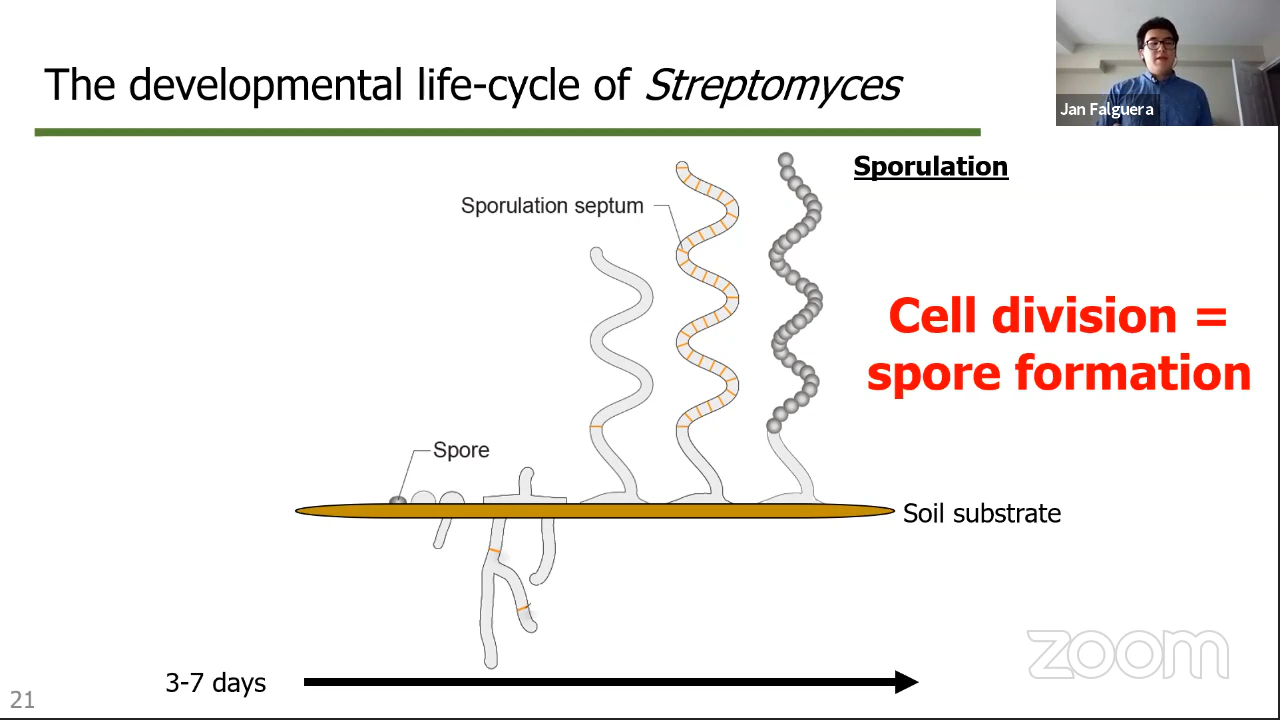 The developmental life-cycle of Streptomyces
Jan Falguera
Sporulation
Sporulation septum
Cell division =
spore formation
Spore
Soil substrate
zoom
3-7 days
21